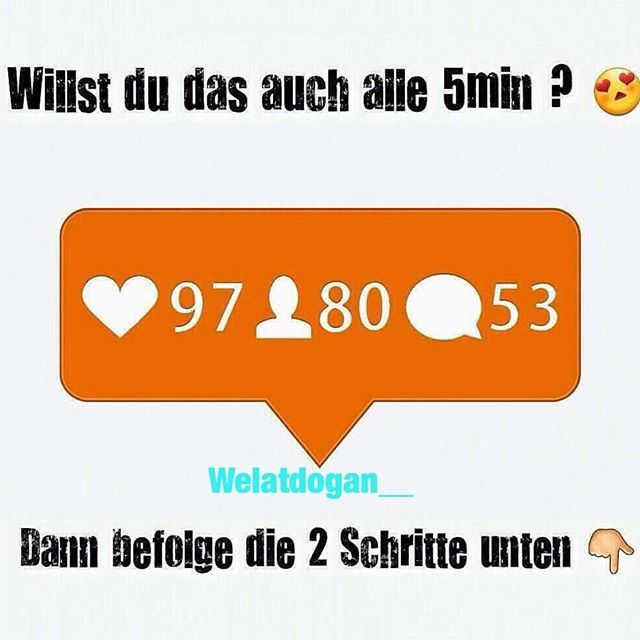 Willst du das auch alle 5min ? 😍
97 80 53
Welatdogan__
Dann befolge die 2 Schritte unten 👇